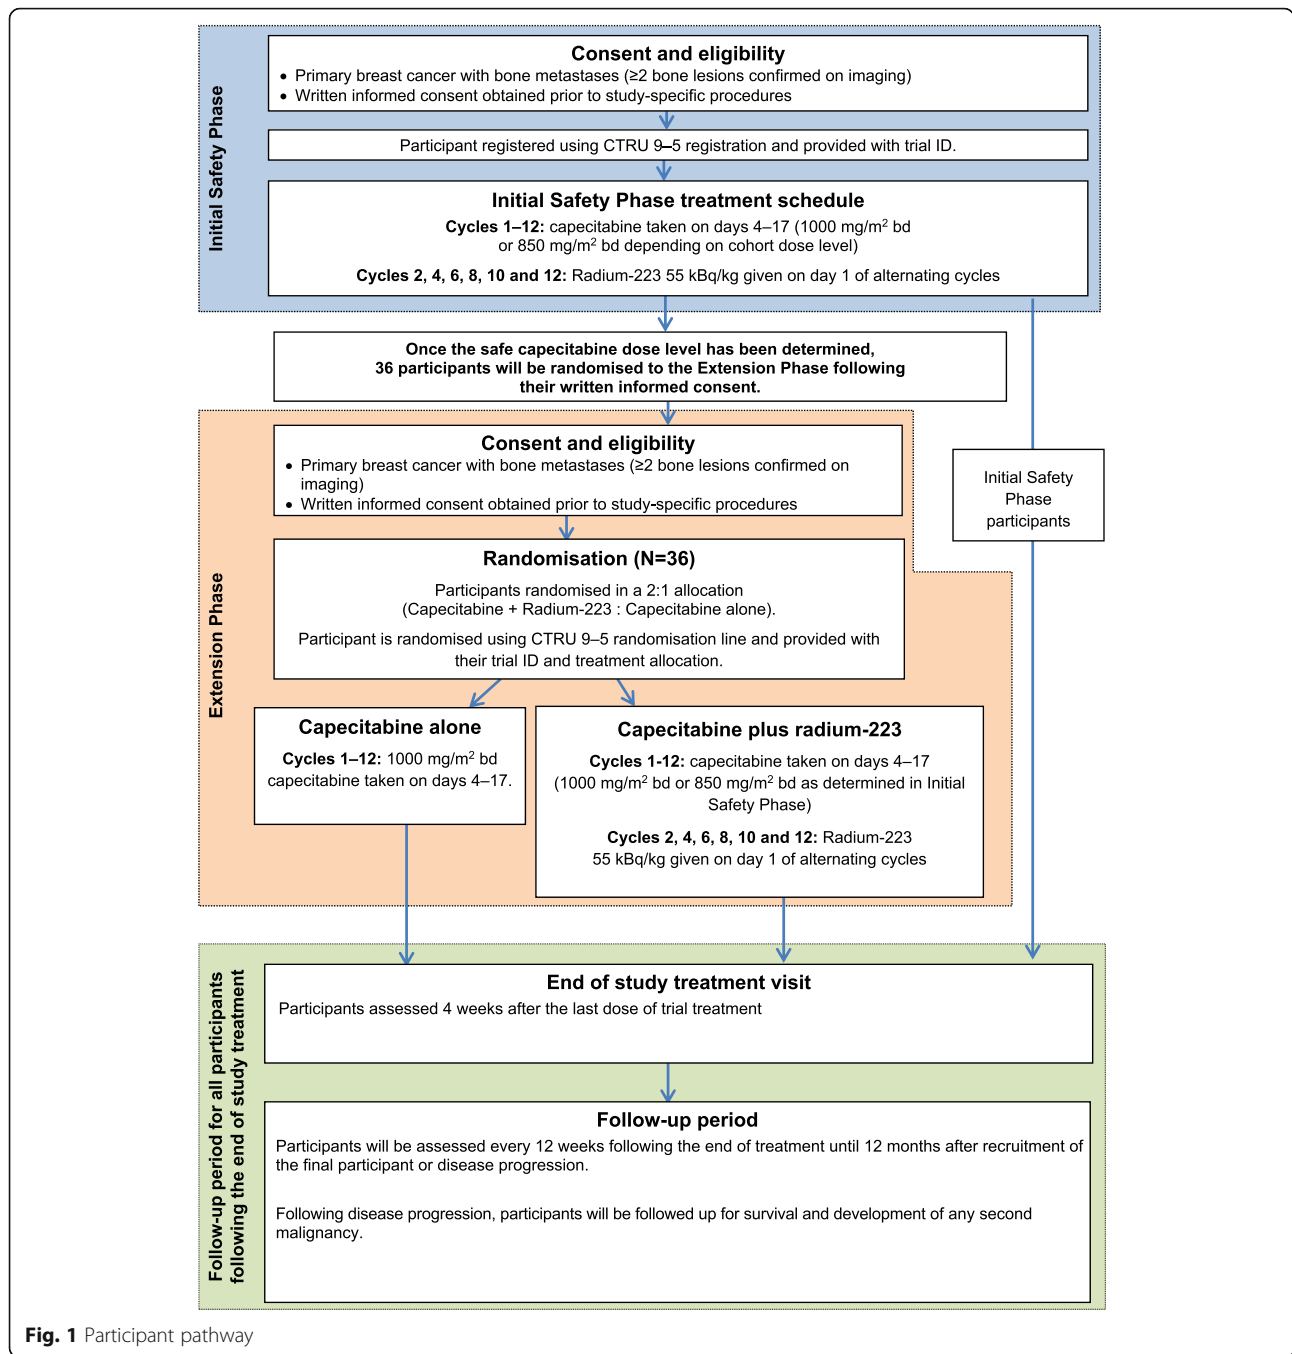 Initial Safety Phase
Consent and eligibility
• Primary breast cancer with bone metastases (≥2 bone lesions confirmed on imaging)
• Written informed consent obtained prior to study-specific procedures
Participant registered using CTRU 9–5 registration and provided with trial ID.
Initial Safety Phase treatment schedule
Cycles 1–12: capecitabine taken on days 4–17 (1000 mg/m² bd
or 850 mg/m² bd depending on cohort dose level)
Cycles 2, 4, 6, 8, 10 and 12: Radium-223 55 kBq/kg given on day 1 of alternating cycles
Once the safe capecitabine dose level has been determined,
36 participants will be randomised to the Extension Phase following
their written informed consent.
Initial Safety
Phase
participants
Extension Phase
Consent and eligibility
• Primary breast cancer with bone metastases (≥2 bone lesions confirmed on
imaging)
• Written informed consent obtained prior to study-specific procedures
Randomisation (N=36)
Participants randomised in a 2:1 allocation
(Capecitabine + Radium-223 : Capecitabine alone).
Participant is randomised using CTRU 9–5 randomisation line and provided with
their trial ID and treatment allocation.
Capecitabine alone
Cycles 1–12: 1000 mg/m² bd
capecitabine taken on days 4–17.
Capecitabine plus radium-223
Cycles 1-12: capecitabine taken on days 4–17
(1000 mg/m² bd or 850 mg/m² bd as determined in Initial
Safety Phase)
Cycles 2, 4, 6, 8, 10 and 12: Radium-223
55 kBq/kg given on day 1 of alternating cycles
Follow-up period for all participants
following the end of study treatment
End of study treatment visit
Participants assessed 4 weeks after the last dose of trial treatment
Follow-up period
Participants will be assessed every 12 weeks following the end of treatment until 12 months after recruitment of
the final participant or disease progression.
Following disease progression, participants will be followed up for survival and development of any second
malignancy.
Fig. 1 Participant pathway